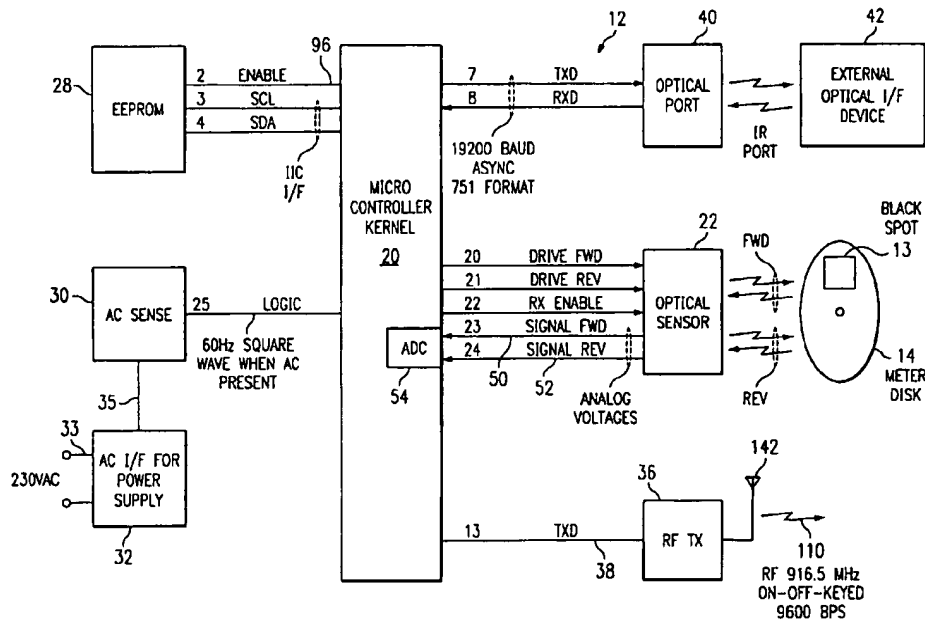 12
40
42
96
28
EEPROM
2 ENABLE
3 SCL
4 SDA
IIC
I/F
MICRO
CONTROLLER
KERNEL
20
7 TXD
8 RXD
19200 BAUD
ASYNC
751 FORMAT
OPTICAL
PORT
IR
PORT
EXTERNAL
OPTICAL I/F
DEVICE
30
AC SENSE
25 LOGIC
60Hz SQUARE
WAVE WHEN AC
PRESENT
35
33
230VAC
AC I/F FOR
POWER
SUPPLY
32
20 DRIVE FWD
21 DRIVE REV
22 RX ENABLE
23 SIGNAL FWD
24 SIGNAL REV
ADC
54
50
52
ANALOG
VOLTAGES
22
OPTICAL
SENSOR
FWD
REV
BLACK
SPOT
13
14
METER
DISK
13 TXD
38
36
RF TX
142
110
RF 916.5 MHz
ON-OFF-KEYED
9600 BPS